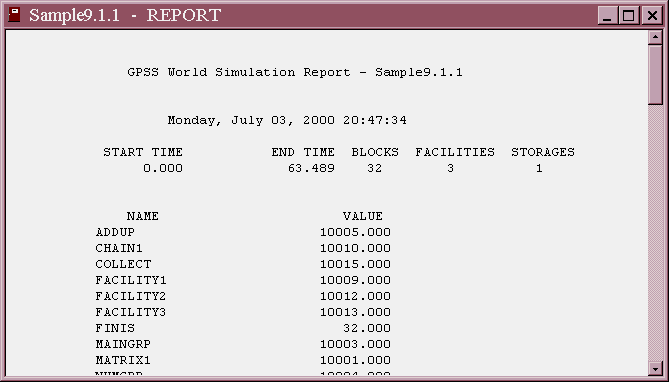 Sample9.1.1 - REPORT
GPSS World Simulation Report - Sample9.1.1
Monday, July 03, 2000 20:47:34
START TIME END TIME BLOCKS FACILITIES STORAGES
0.000 63.489 32 3 1
NAME VALUE
ADDUP 10005.000
CHAIN1 10010.000
COLLECT 10015.000
FACILITY1 10009.000
FACILITY2 10012.000
FACILITY3 10013.000
FINIS 32.000
MAINGRP 10003.000
MATRIX1 10001.000
NUMGRP 10004.000